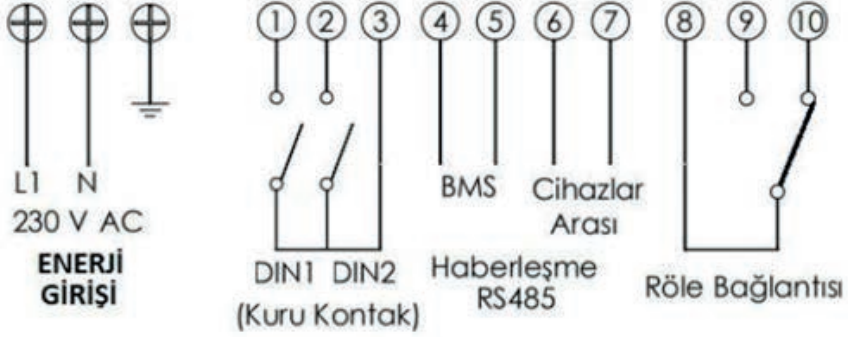 1 2 3 4 5 6 7 8 9 10
L1 N
230 V AC
ENERJİ
GİRİŞİ
DIN1 DIN2
(Kuru Kontak)
BMS
Cihazlar
Arası
Haberleşme
RS485
Röle Bağlantısı